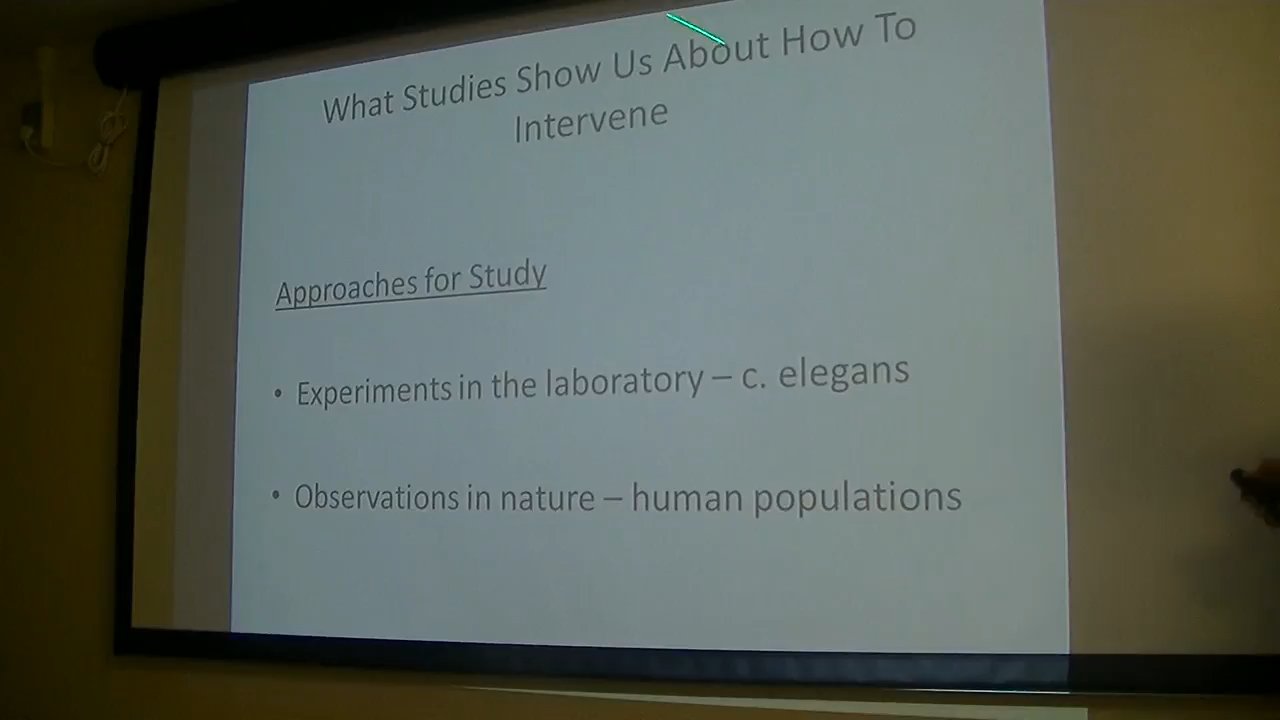 What Studies Show Us About How To
Intervene
Approaches for Study
• Experiments in the laboratory – c. elegans
• Observations in nature – human populations